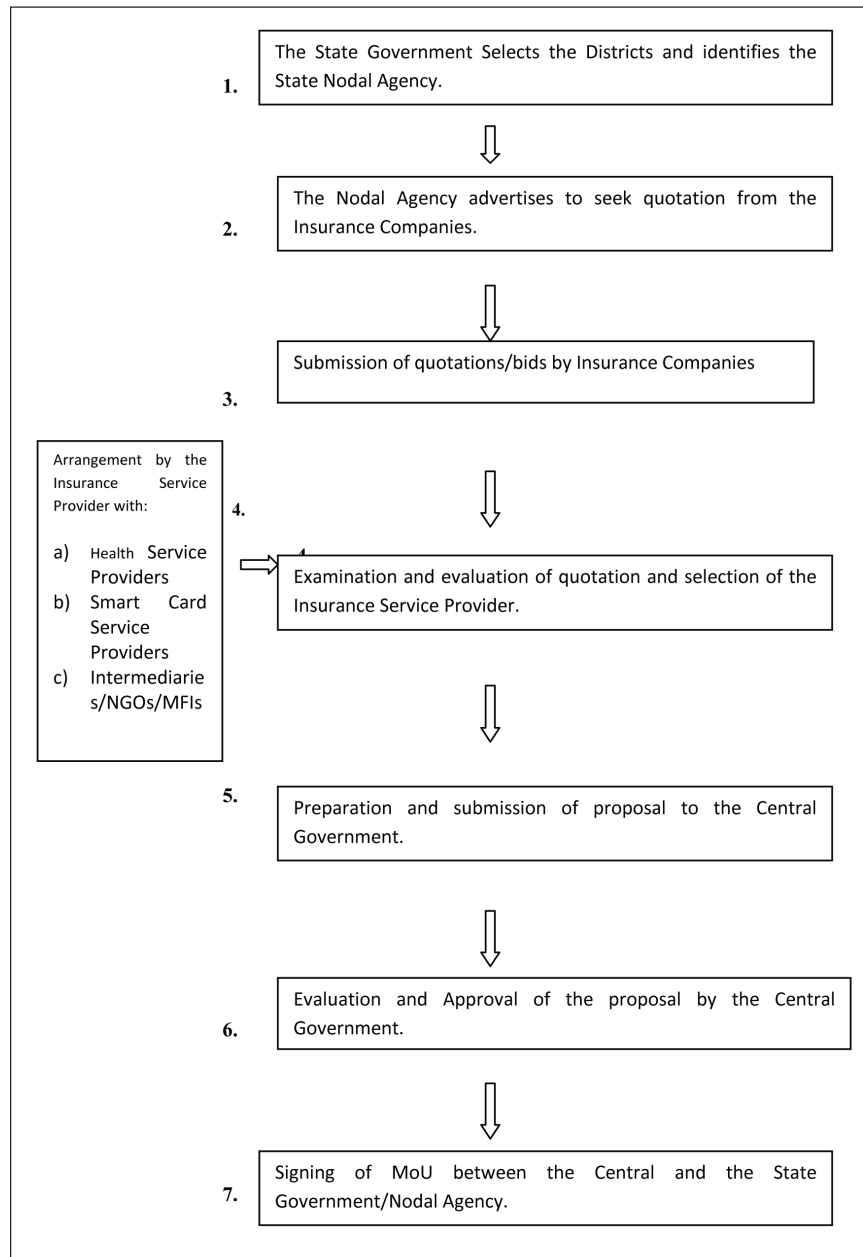 The State Government Selects the Districts and identifies the
State Nodal Agency.
1.
The Nodal Agency advertises to seek quotation from the
Insurance Companies.
2.
Submission of quotations/bids by Insurance Companies
3.
Arrangement by the
Insurance Service
Provider with:
a) Health Service
Providers
b) Smart Card
Service
Providers
c) Intermediarie
s/NGOs/MFIs
4.
Examination and evaluation of quotation and selection of the
Insurance Service Provider.
5.
Preparation and submission of proposal to the Central
Government.
Evaluation and Approval of the proposal by the Central
Government.
6.
Signing of MoU between the Central and the State
Government/Nodal Agency.
7.